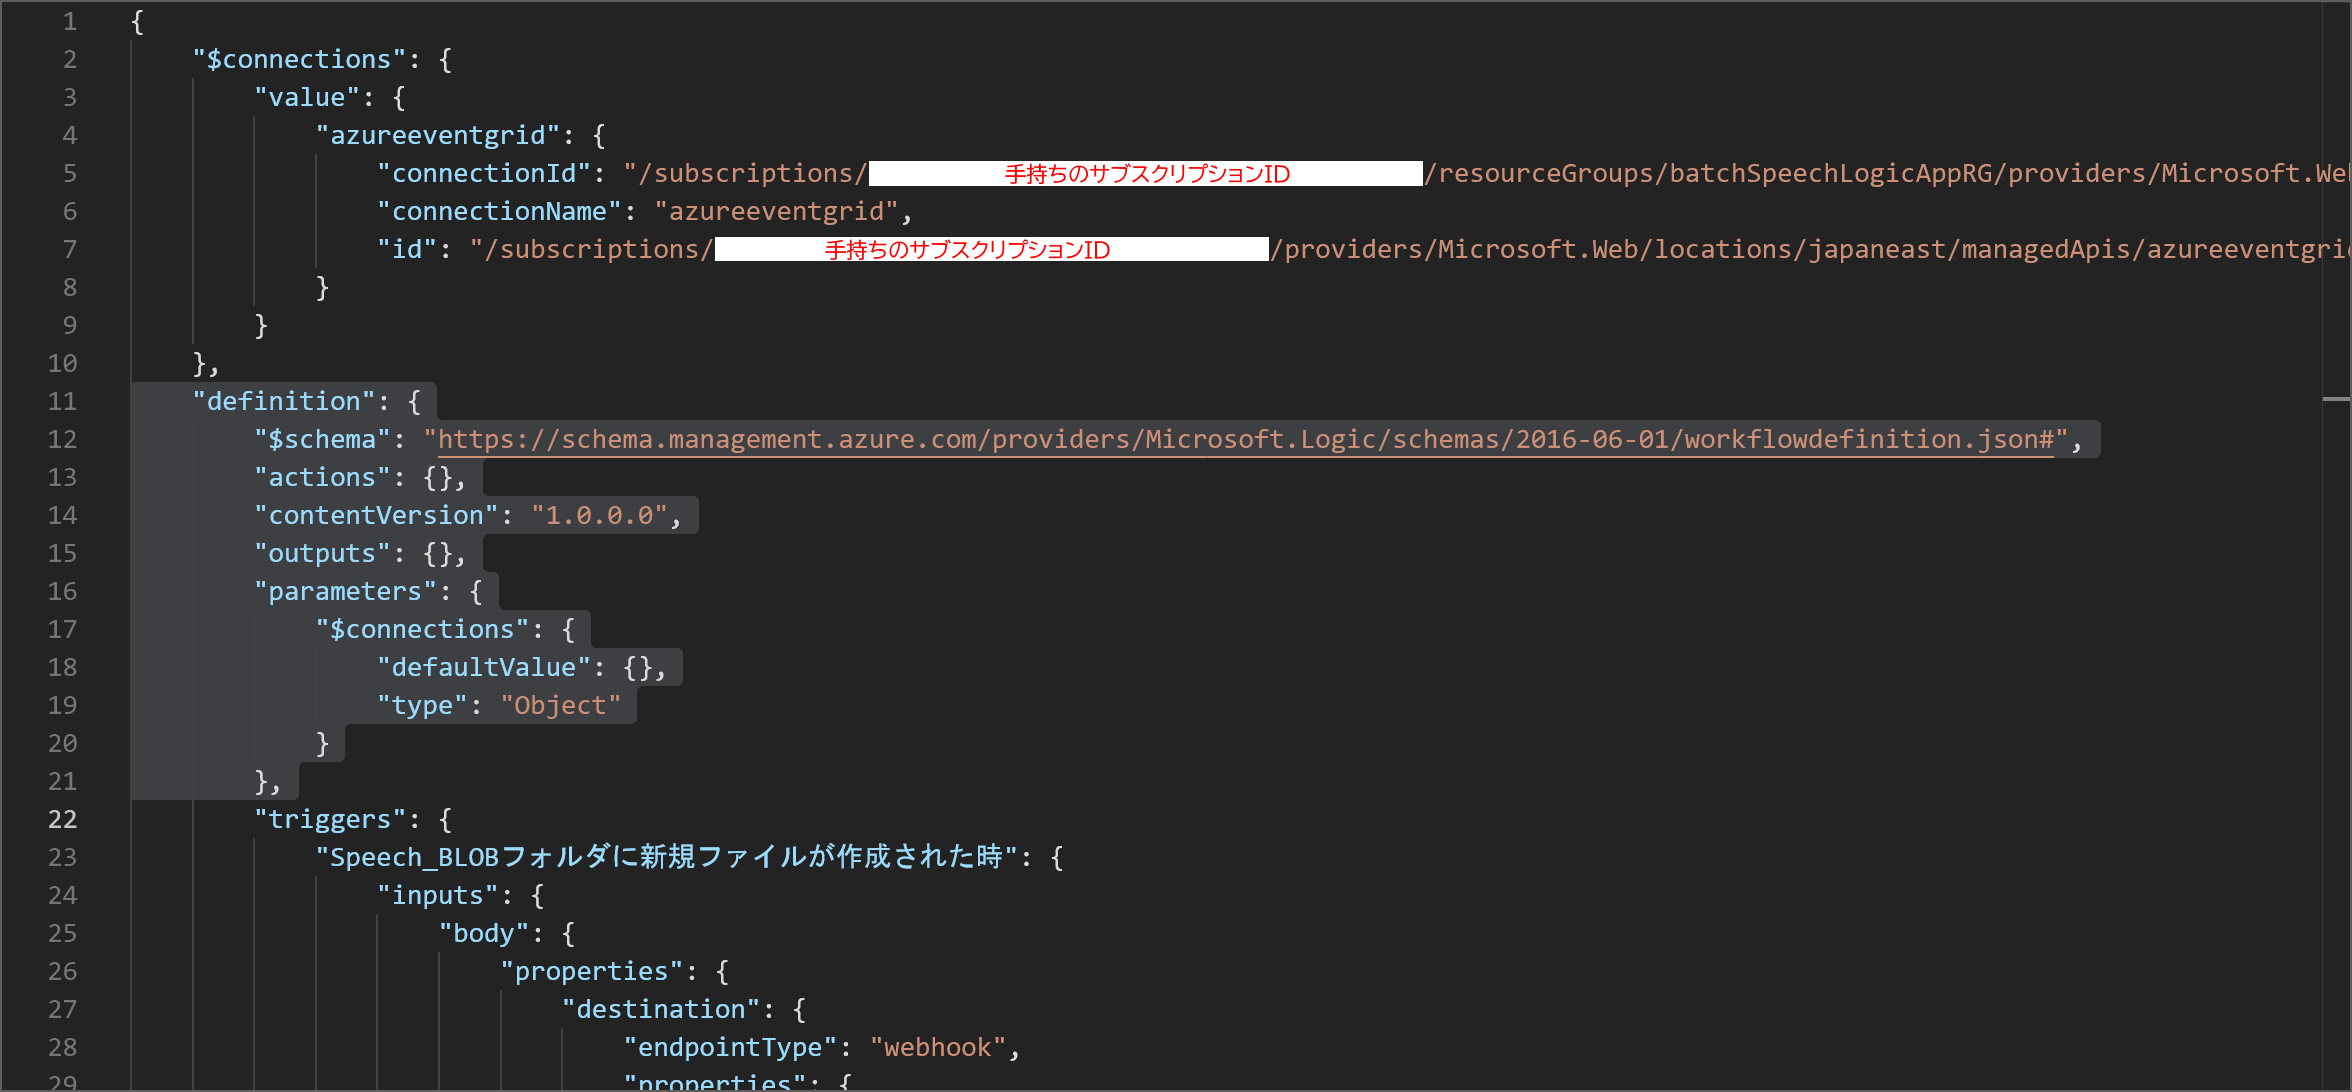 1 {
2 "$connections": {
3 "value": {
4 "azureeventgrid": {
5 "connectionId": "/subscriptions/手持ちのサブスクリプションID/resourceGroups/batchSpeechLogicAppRG/providers/Microsoft.We
6 "connectionName": "azureeventgrid",
7 "id": "/subscriptions/手持ちのサブスクリプションID/providers/Microsoft.Web/locations/japaneast/managedApis/azureeventgri
8 }
9 }
10 },
11 "definition": {
12 "$schema": "https://schema.management.azure.com/providers/Microsoft.Logic/schemas/2016-06-01/workflowdefinition.json#",
13 "actions": {},
14 "contentVersion": "1.0.0.0",
15 "outputs": {},
16 "parameters": {
17 "$connections": {
18 "defaultValue": {},
19 "type": "Object"
20 }
21 },
22 "triggers": {
23 "Speech_BLOBフォルダに新規ファイルが作成された時": {
24 "inputs": {
25 "body": {
26 "properties": {
27 "destination": {
28 "endpointType": "webhook",
29 "properties": {